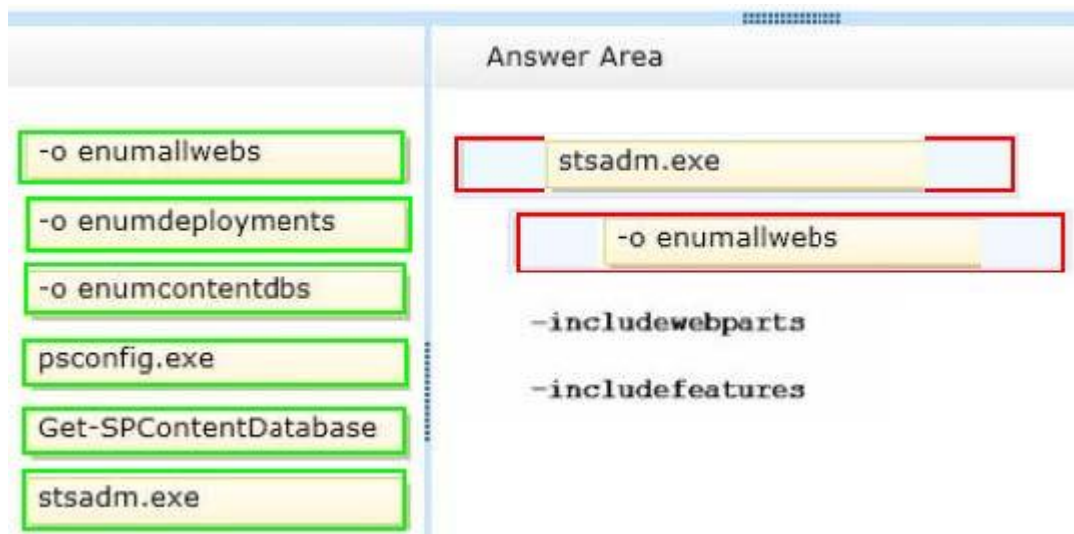 Answer Area
-o enumallwebs
-o enumdeployments
-o enumcontentdbs
psconfig.exe
Get-SPContentDatabase
stsadm.exe
stsadm.exe
-o enumallwebs
-includewebparts
-includefeatures